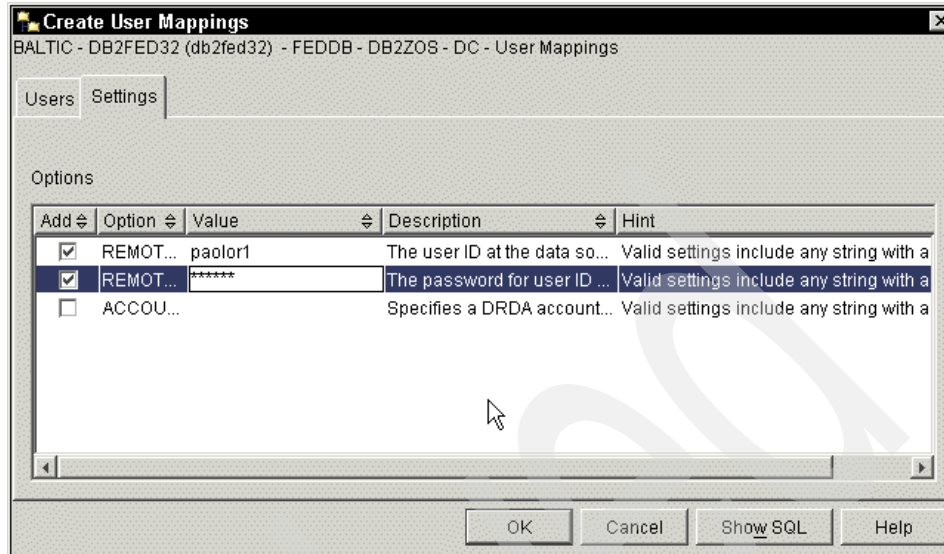 Create User Mappings
BALTIC - DB2FED32 (db2fed32) - FEDDB - DB2ZOS - DC - User Mappings
Users Settings
Options
Add Option Value Description Hint
REMOT... paolor1 The user ID at the data so... Valid settings include any string with a
REMOT... ****** The password for user ID ... Valid settings include any string with a
ACCOU... Specifies a DRDA account... Valid settings include any string with a
OK Cancel Show SQL Help